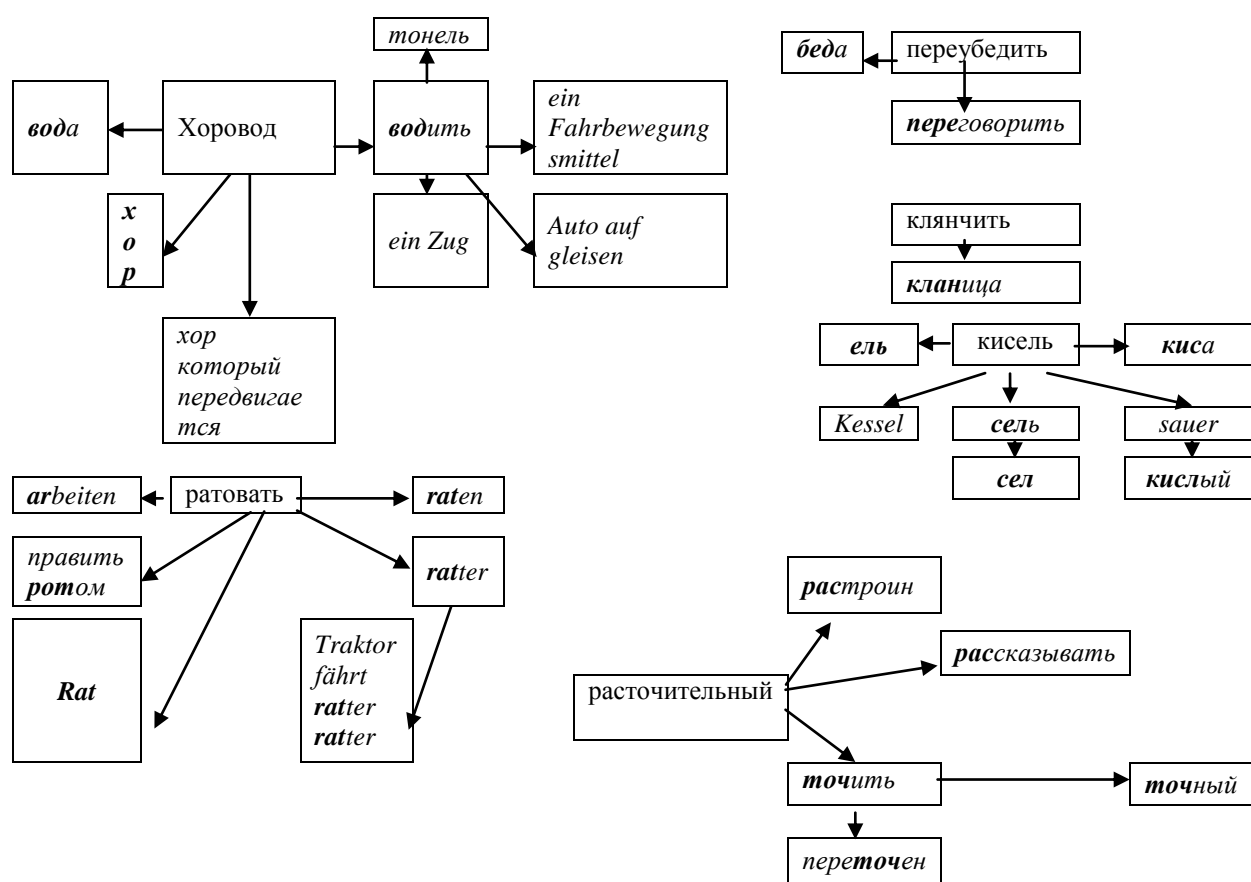 тонель
вода
Хоровод
водить
ein
Fahrbewegung
smittel
х
о
р
ein Zug
Auto auf
gleisen
хор
который
передвигае
тся
беда
переубедить
переговорить
клянчить
кланица
ель
кисель
киса
Kessel
сель
sauer
сел
кислый
arbeiten
ратовать
raten
править
ротом
ratter
Rat
Traktor
fährt
ratter
ratter
растроин
рассказывать
расточительный
точить
точный
переточен